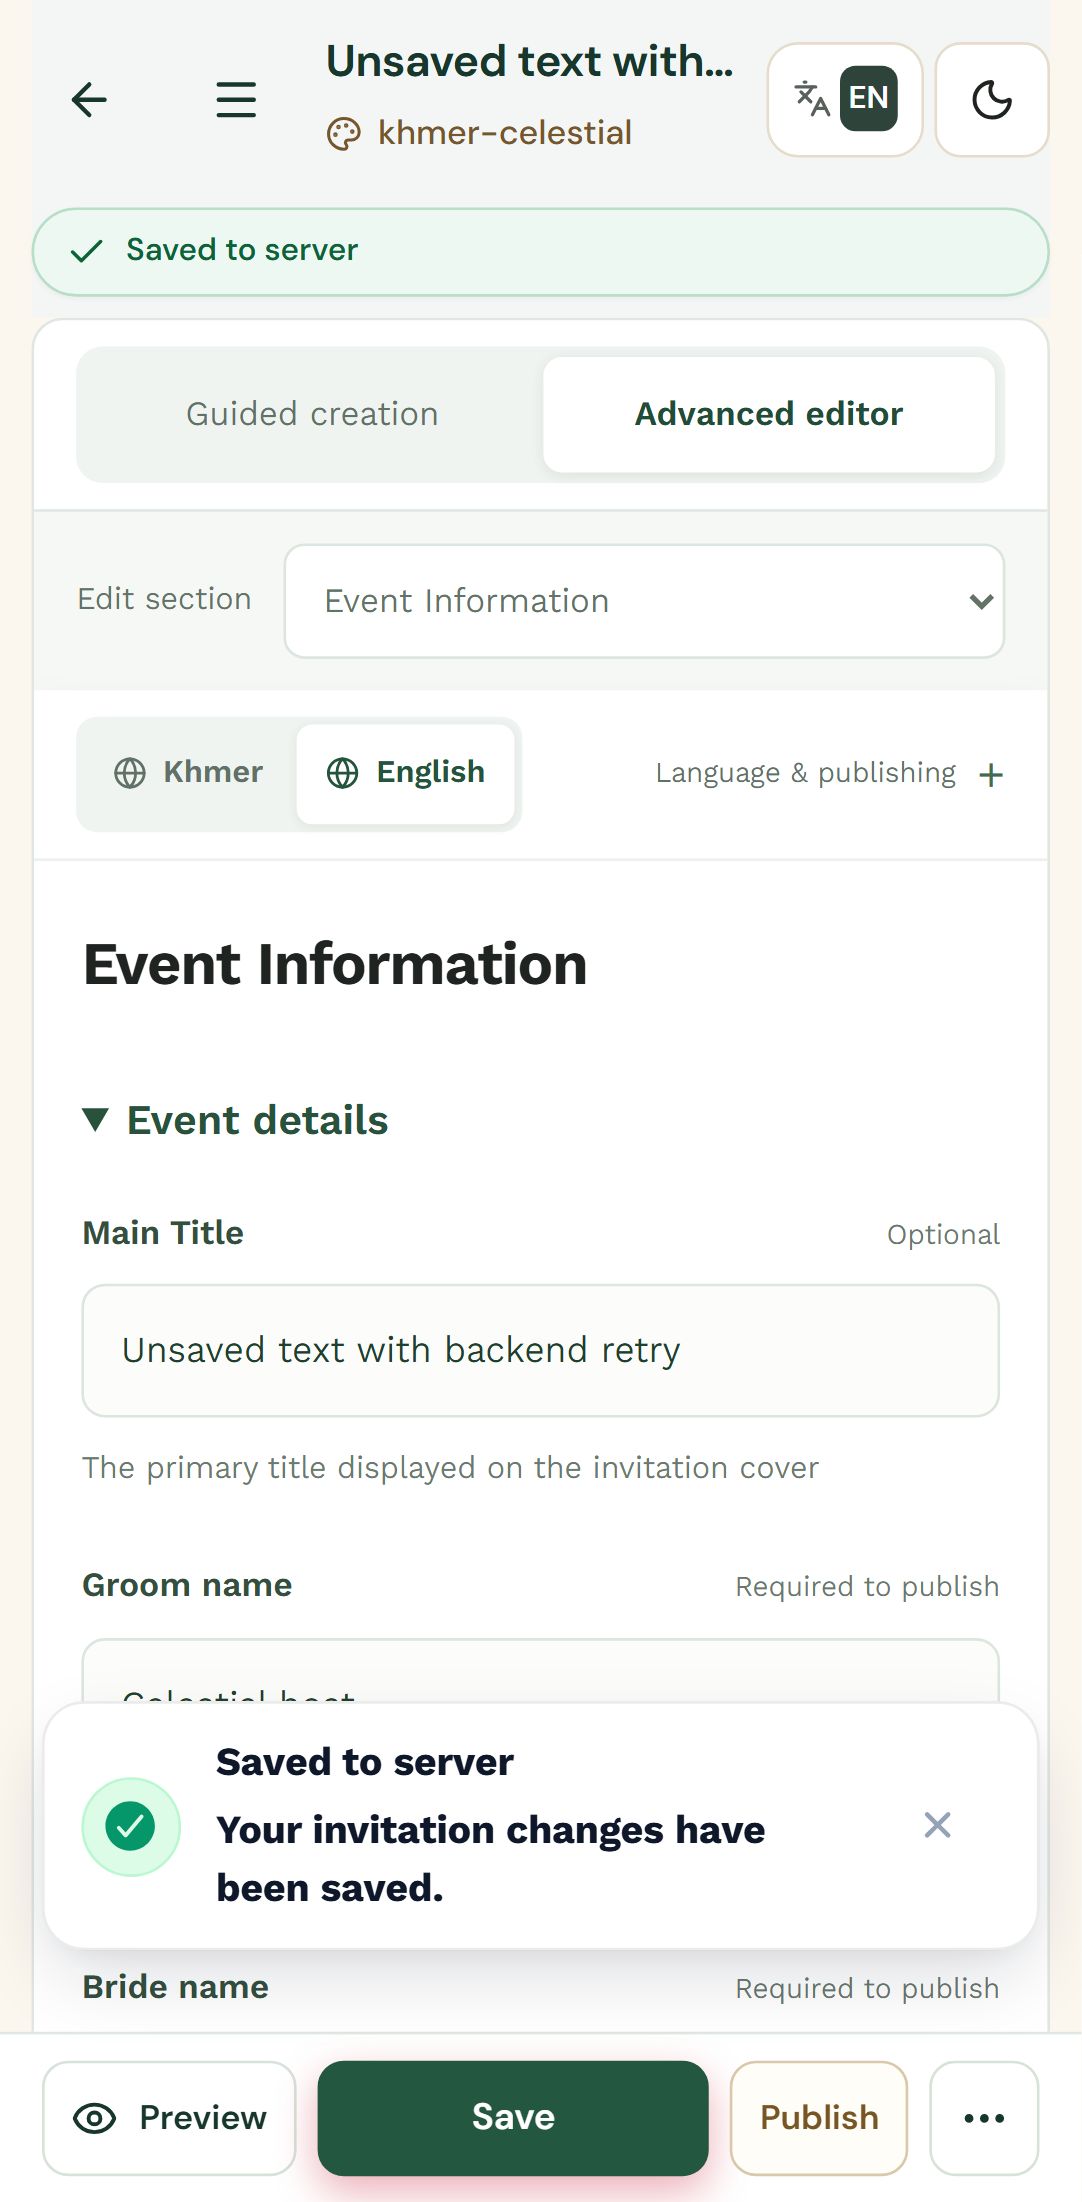 Unsaved text with...
khmer-celestial
EN
Saved to server
Guided creation
Advanced editor
Edit section
Event Information
Khmer
English
Language & publishing +
Event Information
Event details
Main Title
Optional
Unsaved text with backend retry
The primary title displayed on the invitation cover
Groom name
Required to publish
Saved to server
Your invitation changes have
been saved.
Bride name
Required to publish
Preview
Save
Publish